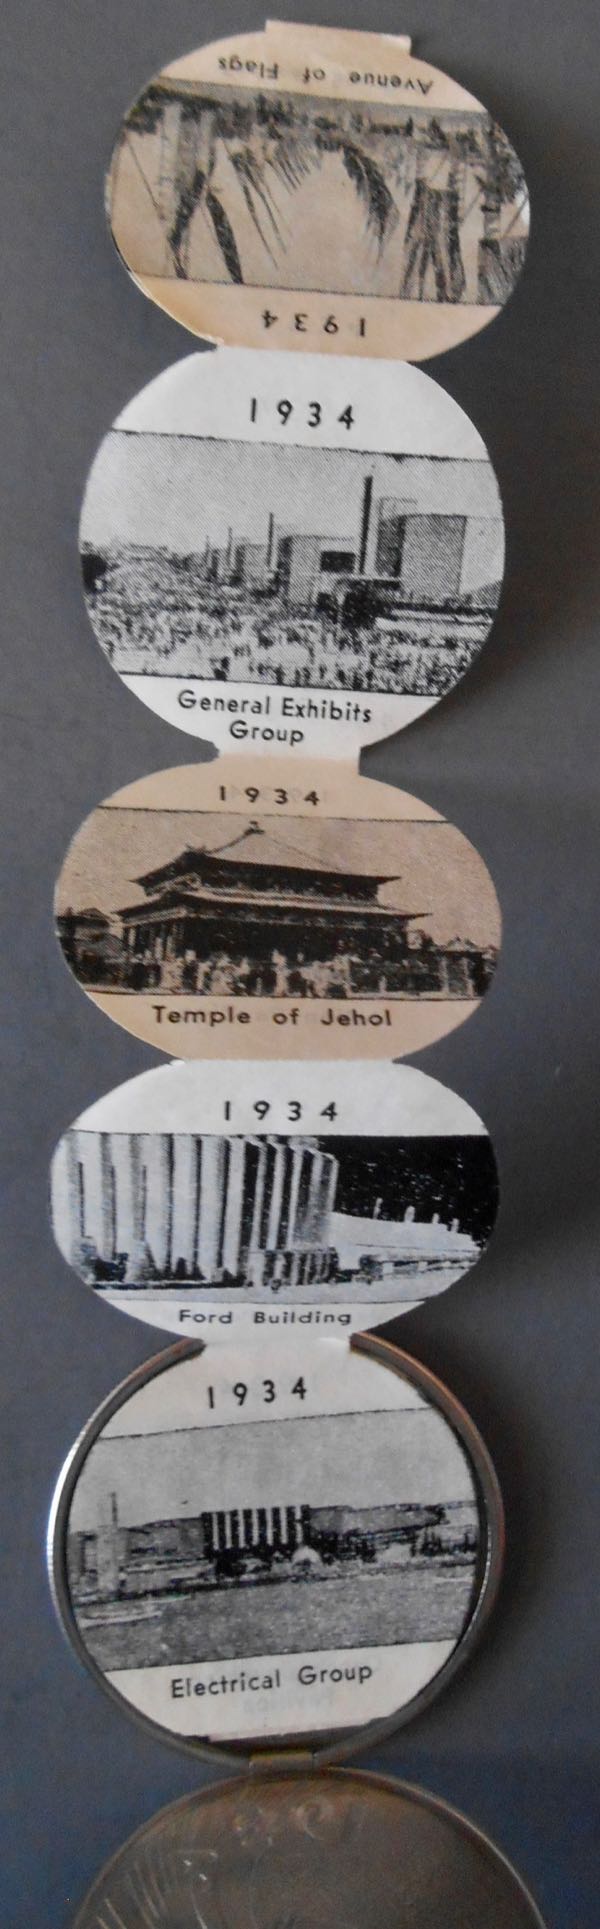 Avenue of Flags
1934
1934
General Exhibits
Group
1934
Temple of Jehol
1934
Ford Building
1934
Electrical Group